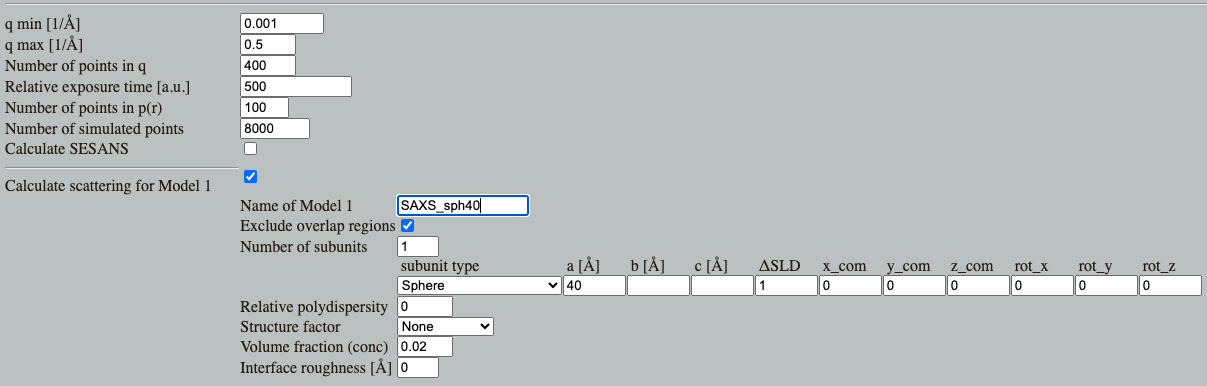 q min [1/Å] 0.001
q max [1/Å] 0.5
Number of points in q 400
Relative exposure time [a.u.] 500
Number of points in p(r) 100
Number of simulated points 8000
Calculate SESANS
Calculate scattering for Model 1
Name of Model 1 SAXS_sph40
Exclude overlap regions
Number of subunits 1
subunit type a [Å] b [Å] c [Å] ΔSLD x_com y_com z_com rot_x rot_y rot_z
Sphere 40 1 0 0 0 0 0 0
Relative polydispersity 0
Structure factor None
Volume fraction (conc) 0.02
Interface roughness [Å] 0